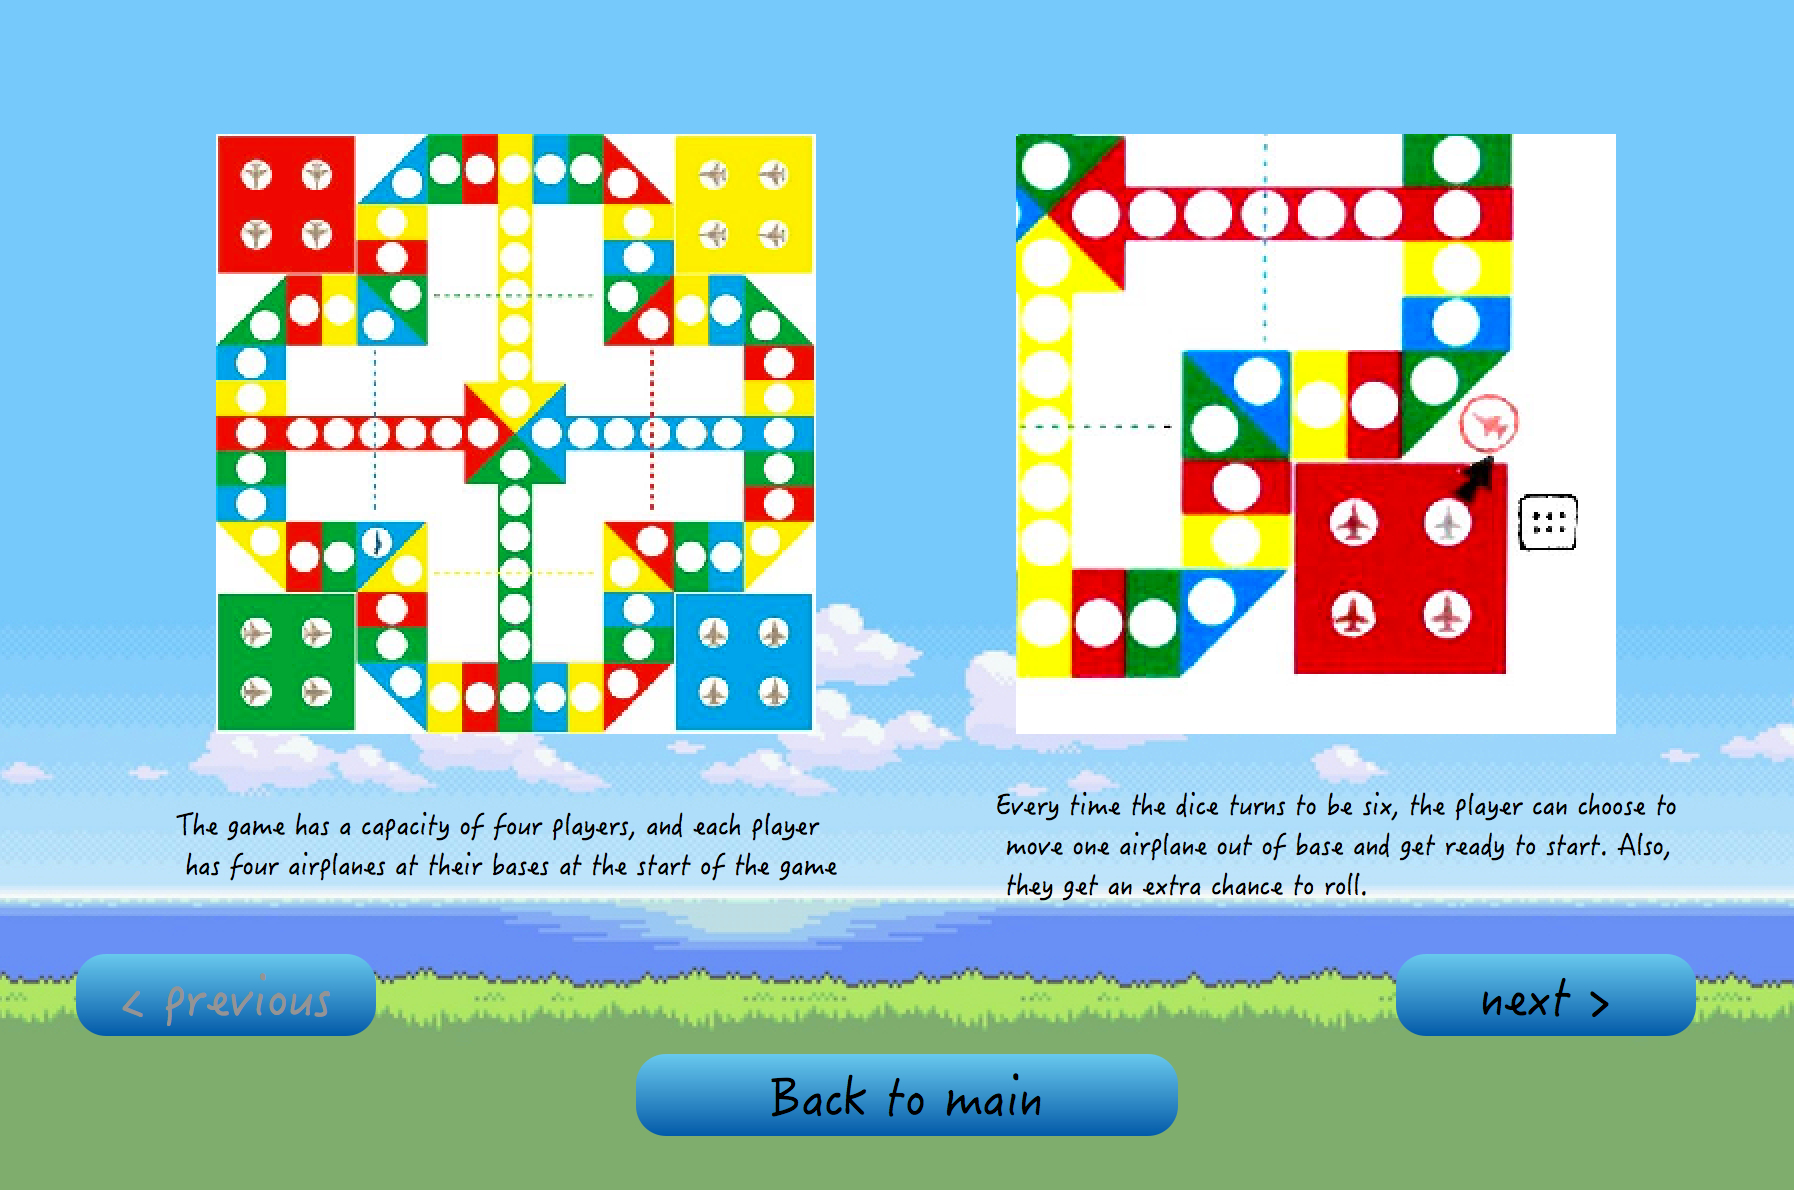 The game has a capacity of four players, and each player
has four airplanes at their bases at the start of the game
Every time the dice turns to be six, the player can choose to
move one airplane out of base and get ready to start. Also,
they get an extra chance to roll.
< previous
next >
Back to main